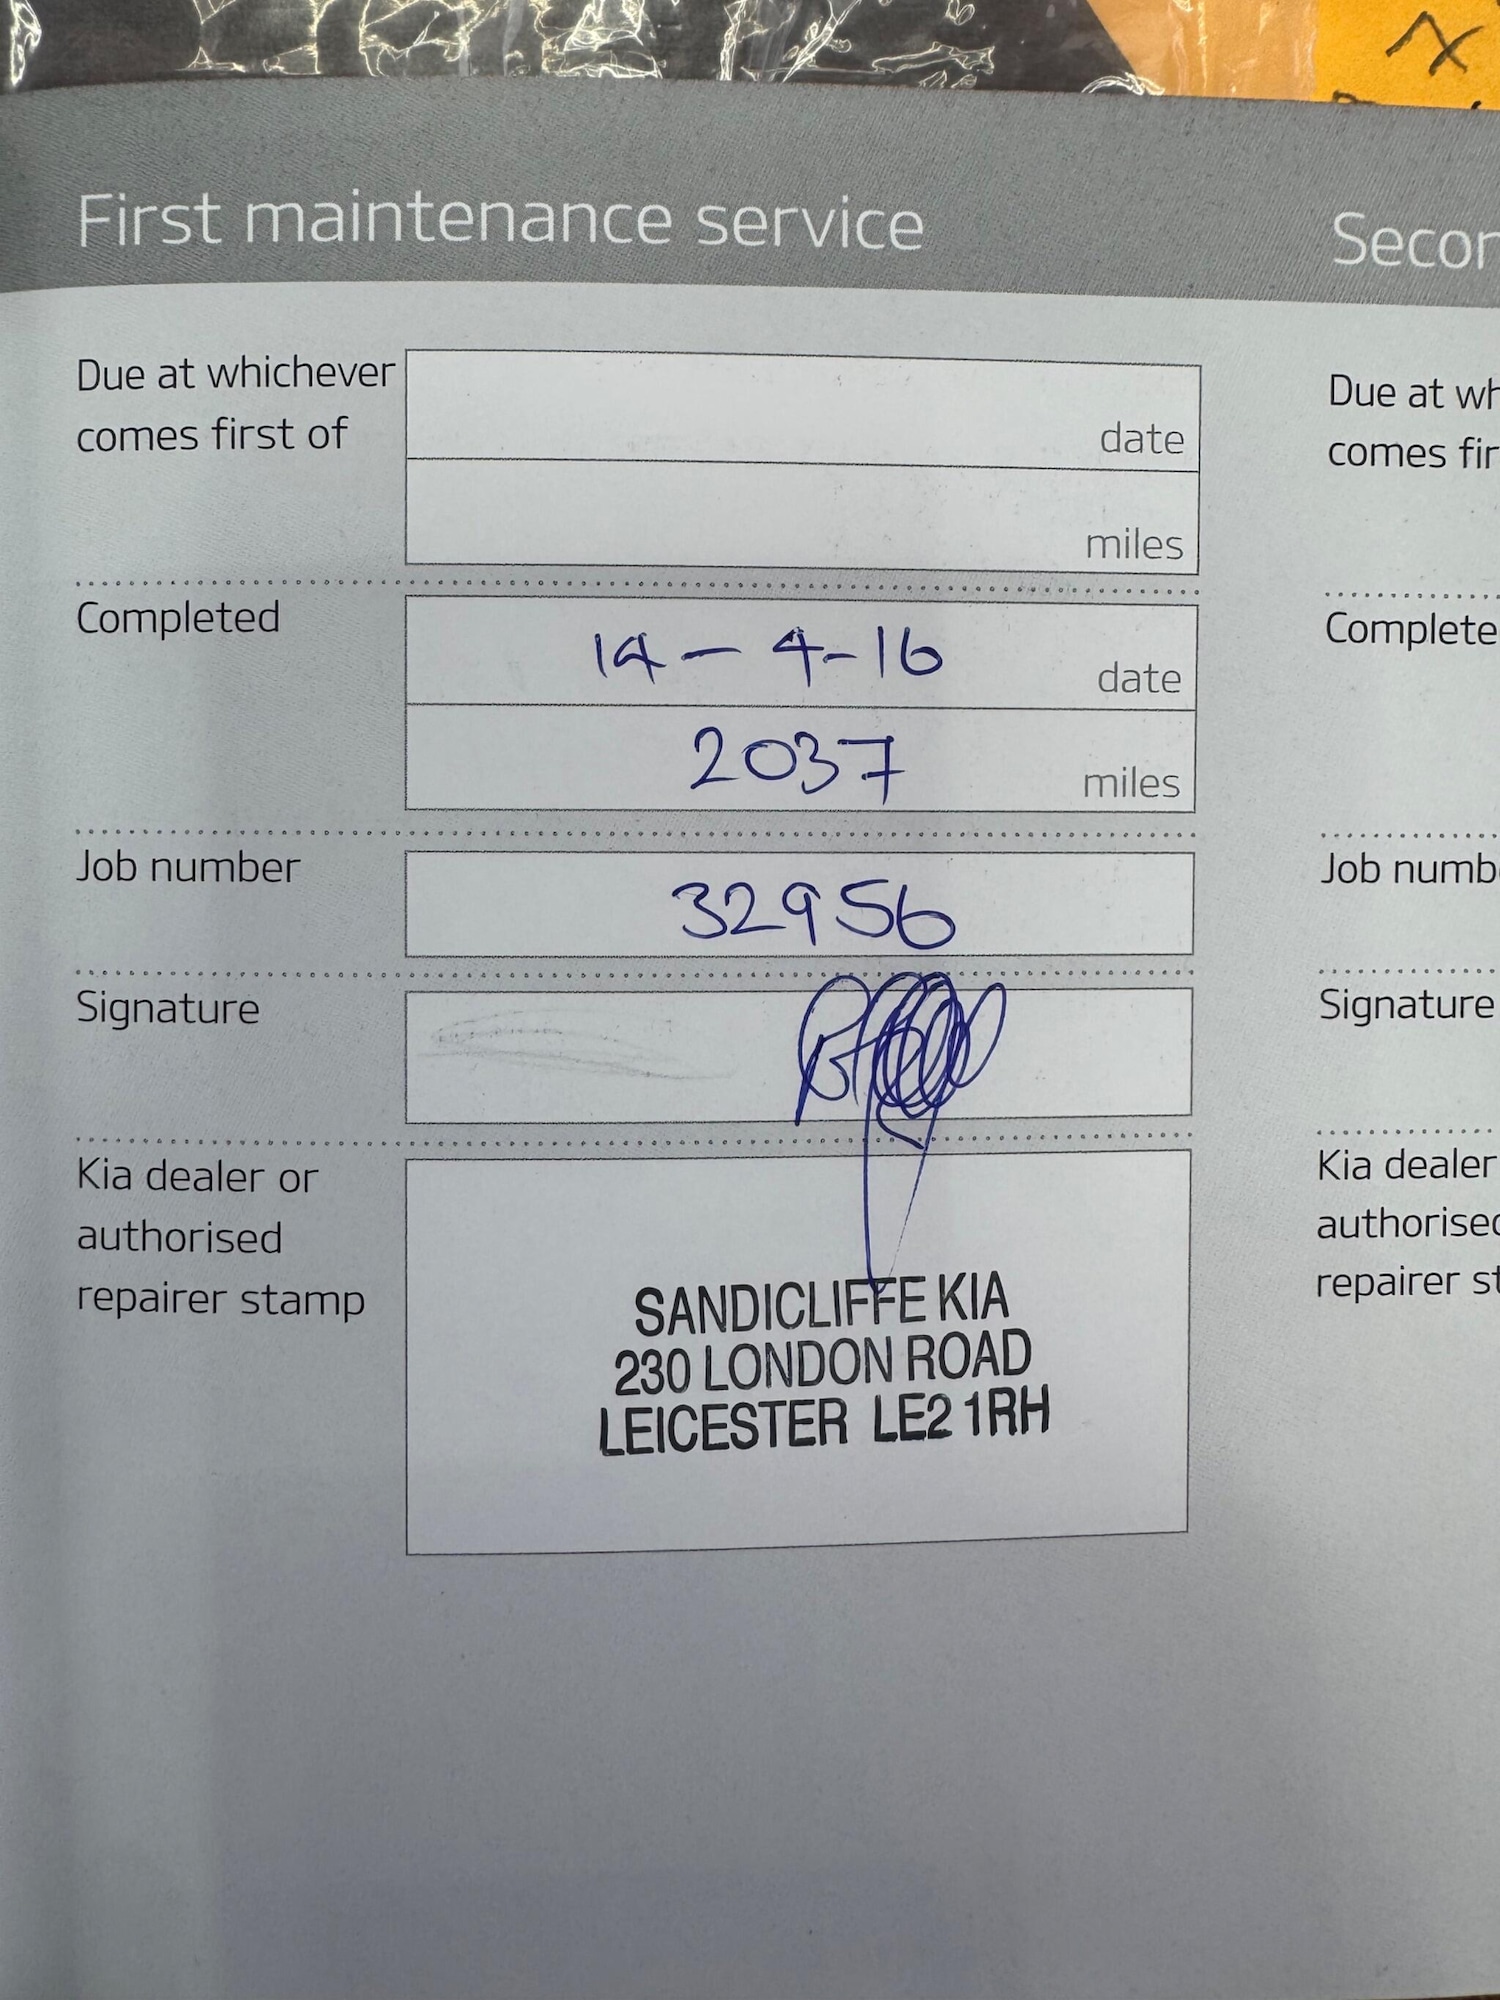 First maintenance service
Due at whichever
comes first of
date
miles
Completed
14 - 4 - 16
date
2037
miles
Job number
32956
Signature
Kia dealer or
authorised
repairer stamp
SANDICLIFFE KIA
230 LONDON ROAD
LEICESTER LE2 1RH
Secon
Due at wh
comes fir
Complete
Job numb
Signature
Kia dealer
authorised
repairer st